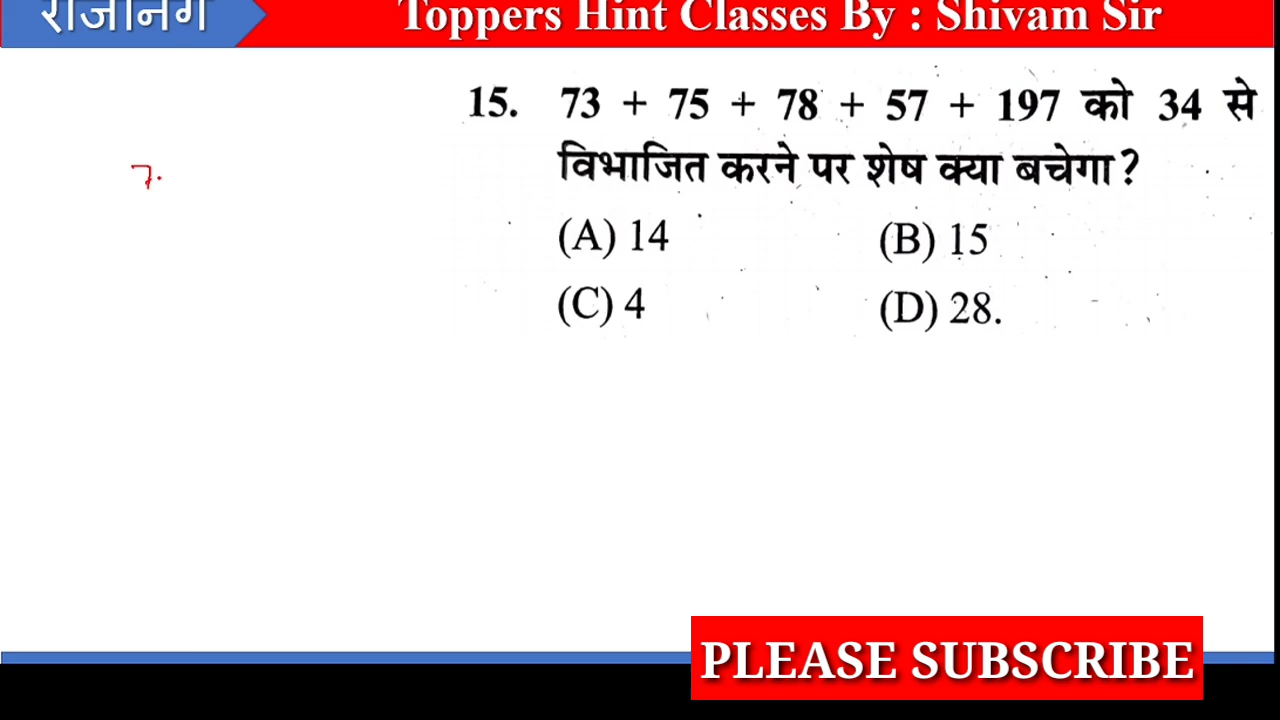 राजनिग
Toppers Hint Classes By : Shivam Sir
15. 73 + 75 + 78 + 57 + 197 को 34 से
विभाजित करने पर शेष क्या बचेगा?
7.
(A) 14 (B) 15
(C) 4 (D) 28.
PLEASE SUBSCRIBE